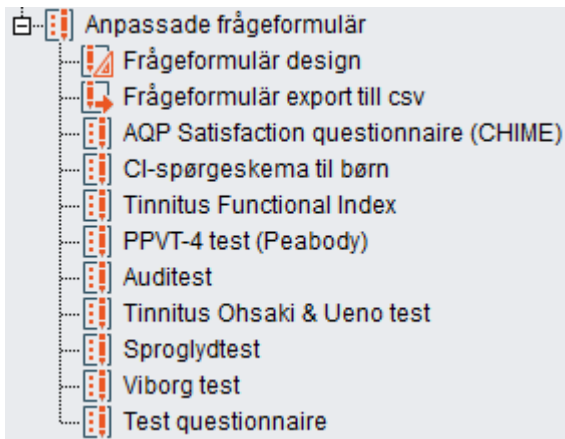 Anpassade frågeformulär
Frågeformulär design
Frågeformulär export till csv
AQP Satisfaction questionnaire (CHIME)
CI-spørgeskema til børn
Tinnitus Functional Index
PPVT-4 test (Peabody)
Auditest
Tinnitus Ohsaki & Ueno test
Sproglydtest
Viborg test
Test questionnaire